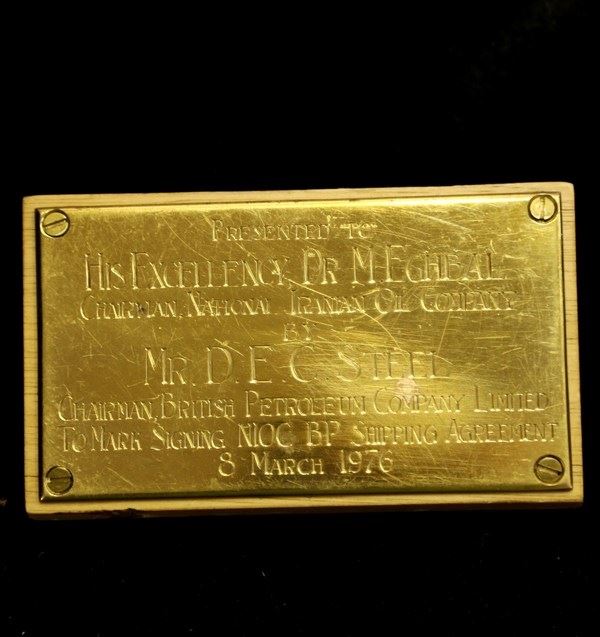 Presented to
His Excellency Dr M Eghbal
Chairman, National Iranian Oil Company
by
Mr. D. E. C. Steel
Chairman, British Petroleum Company Limited
To Mark Signing NIOC BP Shipping Agreement
8 March 1976